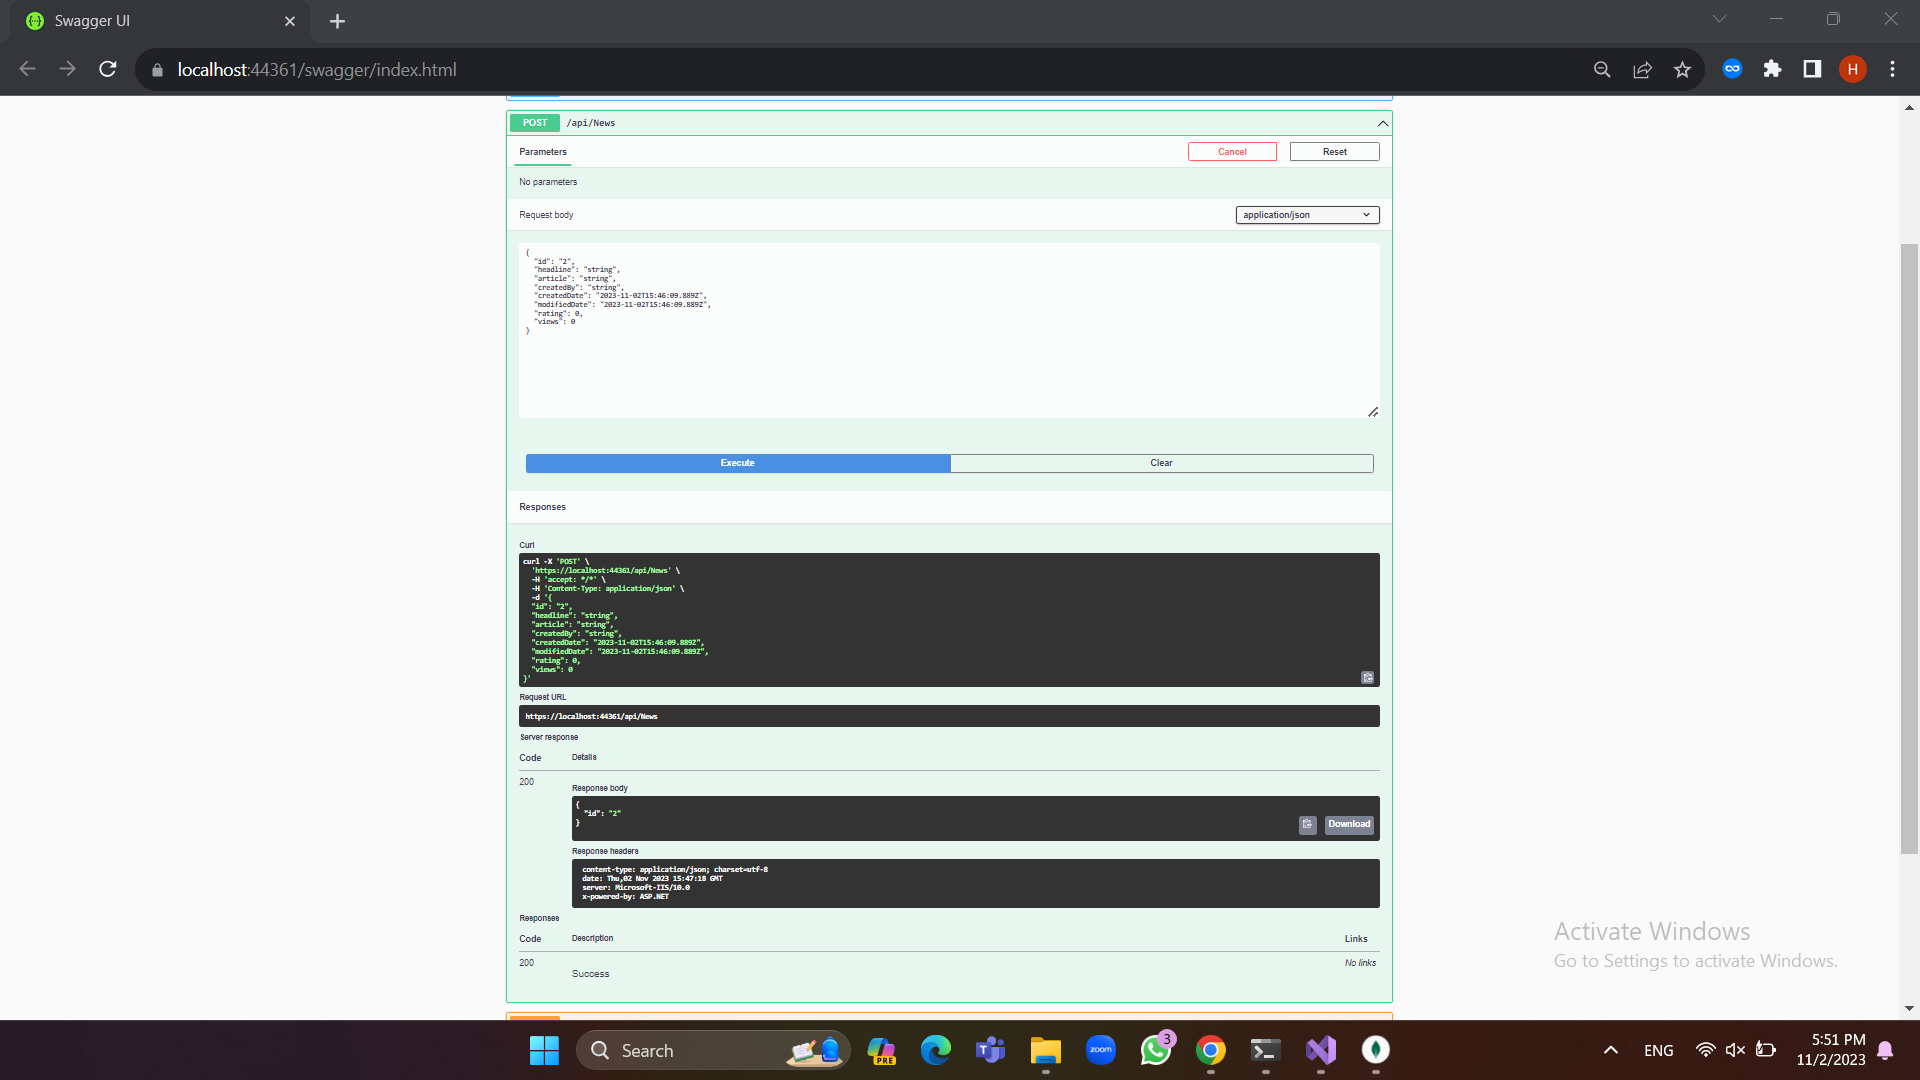 Swagger UI
localhost:44361/swagger/index.html
H
POST /api/News
Parameters
Cancel
Reset
No parameters
Request body
application/json
{
"id": "2",
"headline": "string",
"article": "string",
"createdBy": "string",
"createdDate": "2023-11-02T15:46:09.889Z",
"modifiedDate": "2023-11-02T15:46:09.889Z",
"rating": 0,
"views": 0
}
Execute
Clear
Responses
Curl
curl -X 'POST' \
'https://localhost:44361/api/News' \
-H 'accept: */*' \
-H 'Content-Type: application/json' \
-d '{
"id": "2",
"headline": "string",
"article": "string",
"createdBy": "string",
"createdDate": "2023-11-02T15:46:09.889Z",
"modifiedDate": "2023-11-02T15:46:09.889Z",
"rating": 0,
"views": 0
}'
Request URL
https://localhost:44361/api/News
Server response
Code Details
200
Response body
{
"id": "2"
}
Download
Response headers
content-type: application/json; charset=utf-8
date: Thu,02 Nov 2023 15:47:18 GMT
server: Microsoft-IIS/10.0
x-powered-by: ASP.NET
Responses
Code Description Links
200 No links
Success
Activate Windows
Go to Settings to activate Windows.
Search
PRE
zoom
3
ENG
5:51 PM
11/2/2023